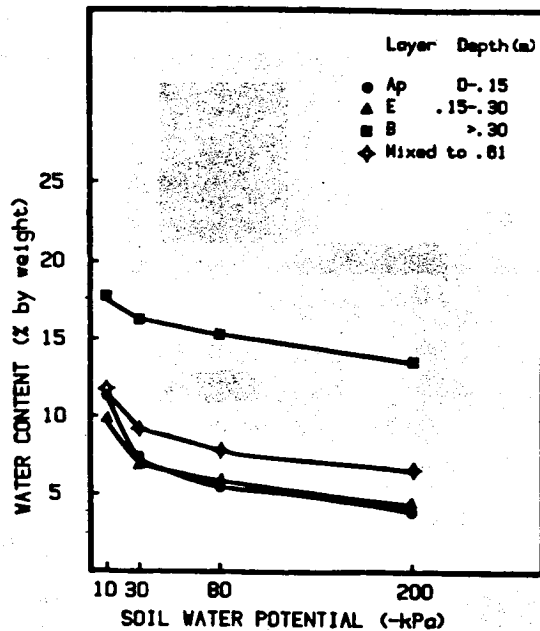 Layer Depth(m)
● Ap 0-.15
▲ E .15-.30
■ B >.30
✧ Mixed to .61
25
20
15
10
5
WATER CONTENT (% by weight)
10 30 80 200
SOIL WATER POTENTIAL (-kPa)